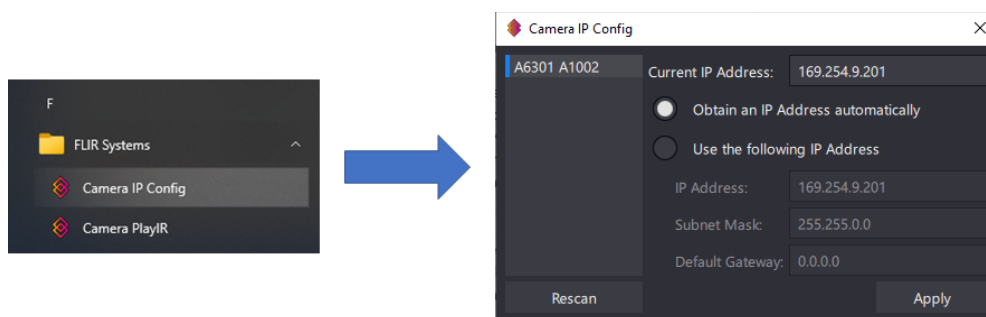 F
FLIR Systems
Camera IP Config
Camera PlayIR
Camera IP Config
A6301 A1002
Current IP Address: 169.254.9.201
Obtain an IP Address automatically
Use the following IP Address
IP Address: 169.254.9.201
Subnet Mask: 255.255.0.0
Default Gateway: 0.0.0.0
Rescan
Apply